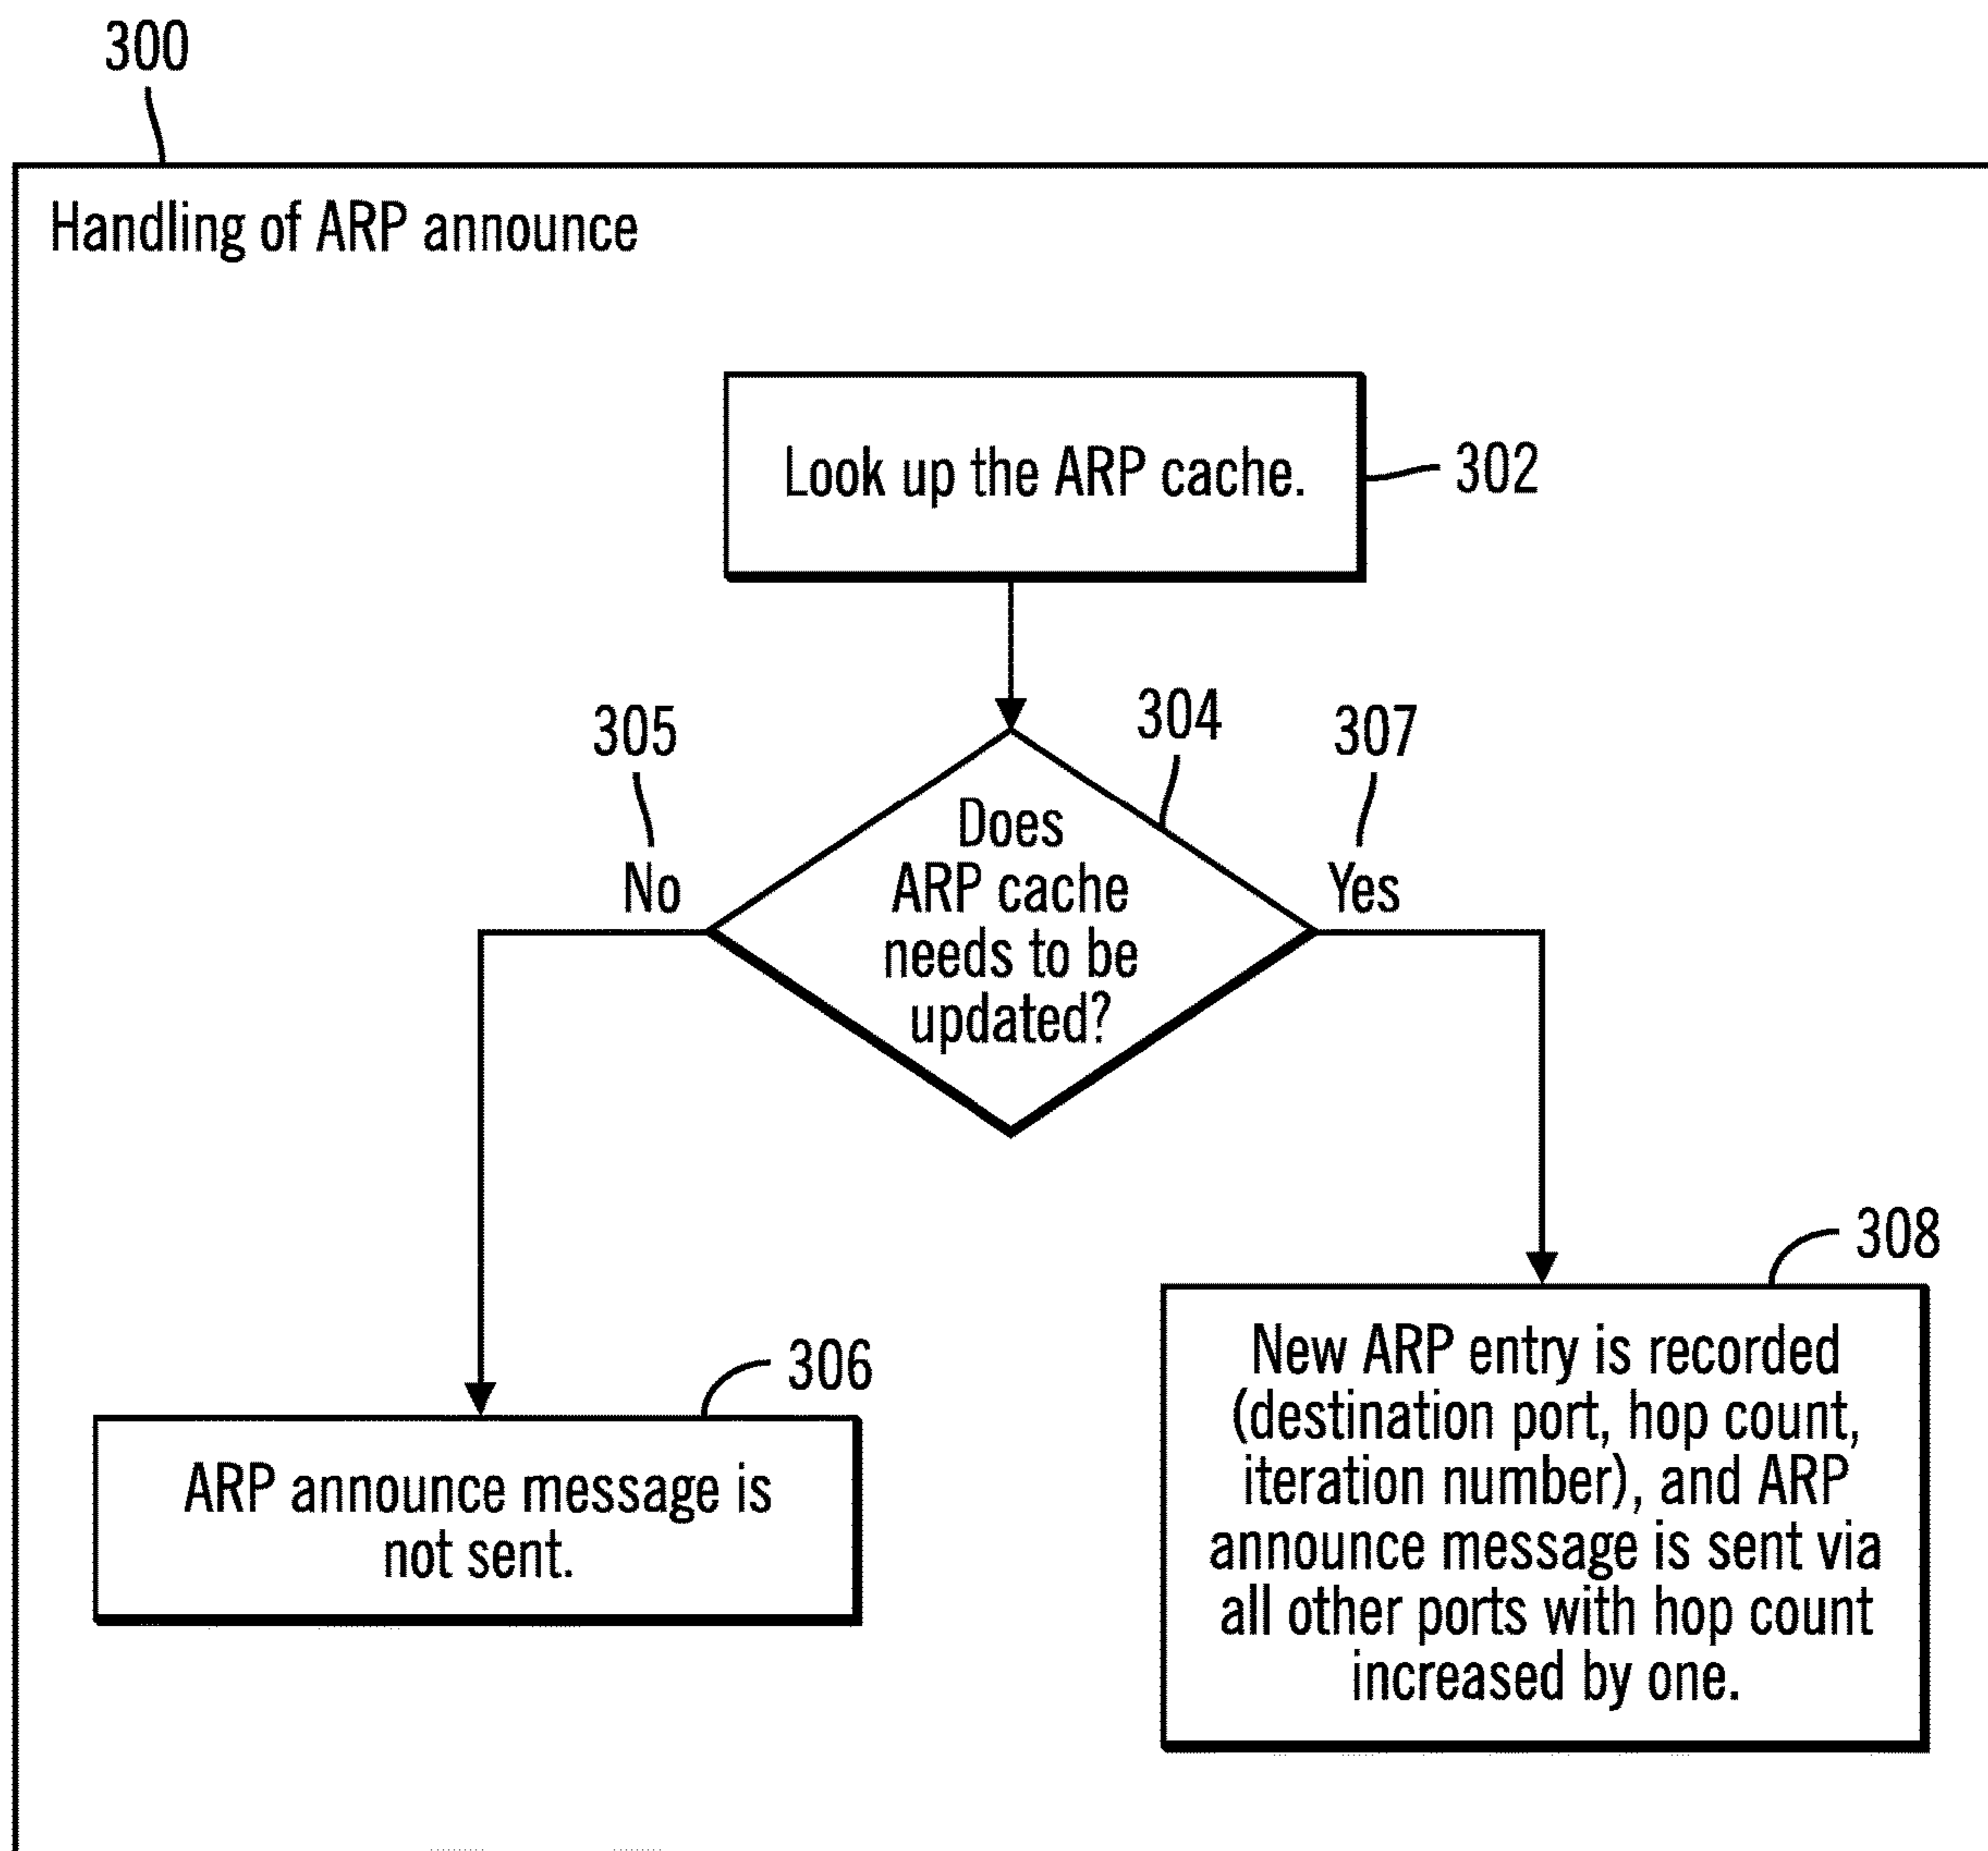 300
Handling of ARP announce
Look up the ARP cache.
302
305
304
307
No
Does
ARP cache
needs to be
updated?
Yes
306
ARP announce message is
not sent.
308
New ARP entry is recorded
(destination port, hop count,
iteration number), and ARP
announce message is sent via
all other ports with hop count
increased by one.